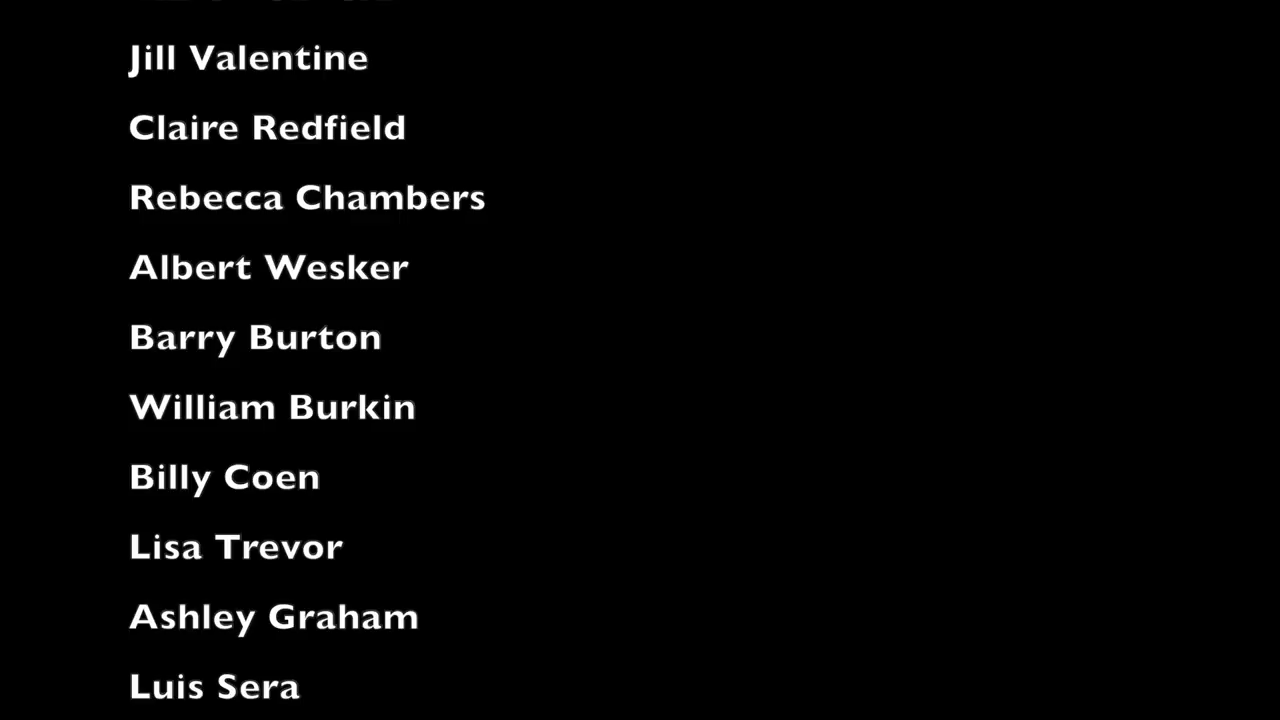 Jill Valentine
Claire Redfield
Rebecca Chambers
Albert Wesker
Barry Burton
William Burkin
Billy Coen
Lisa Trevor
Ashley Graham
Luis Sera